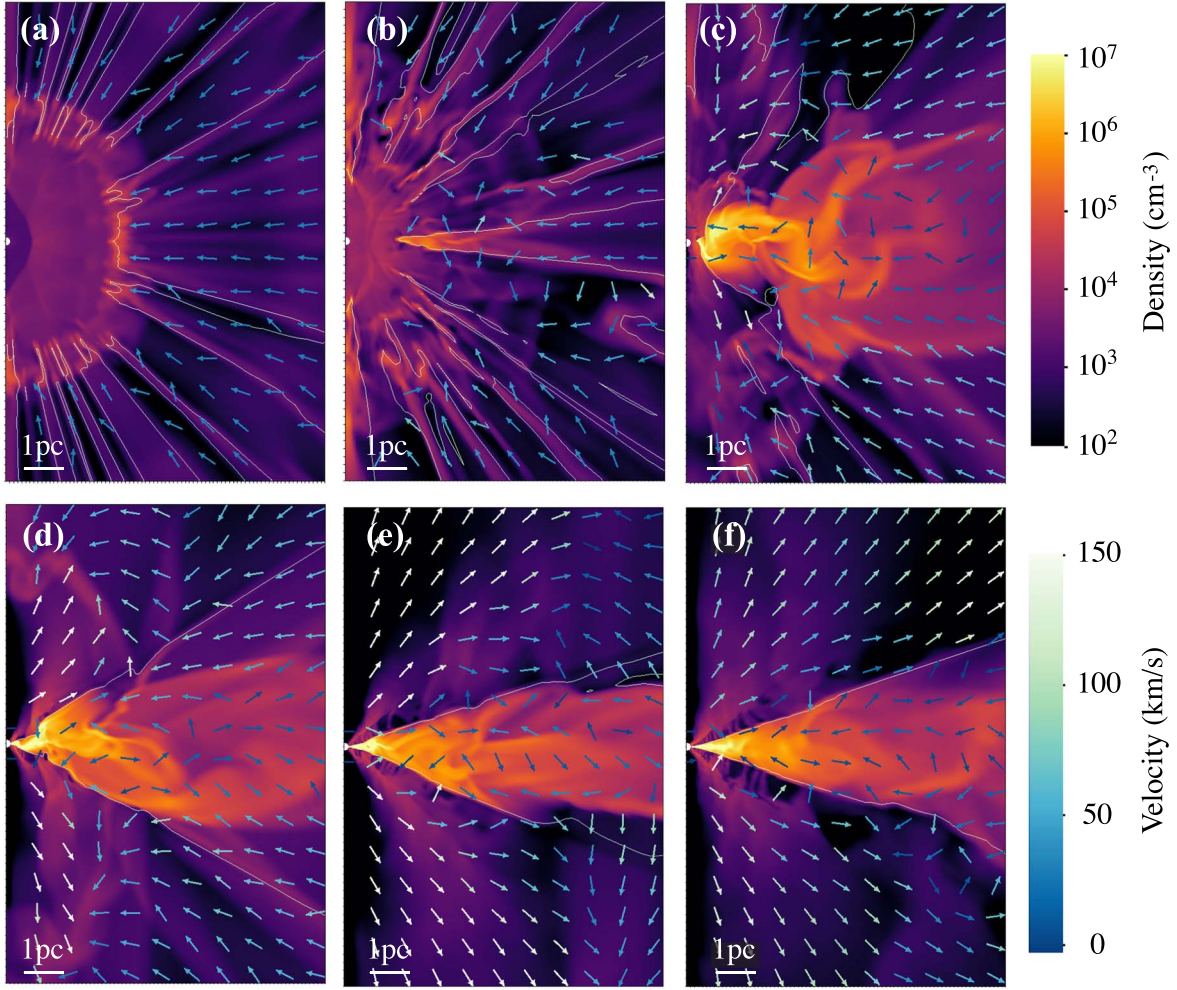 (a)
(b)
(c)
1pc
1pc
1pc
10⁷
10⁶
10⁵
10⁴
10³
10²
Density (cm⁻³)
(d)
(e)
(f)
1pc
1pc
1pc
150
100
50
0
Velocity (km/s)